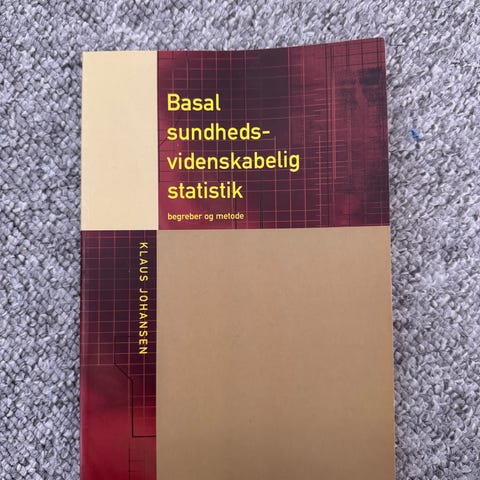 Basal
sundheds-
videnskabelig
statistik
begreber og metode
KLAUS JOHANSEN